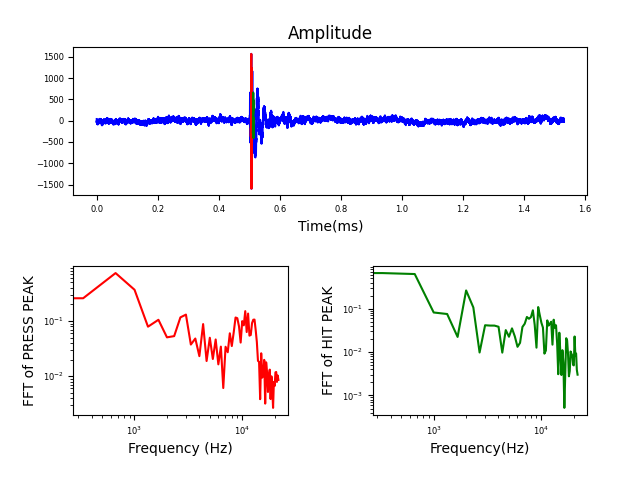 Amplitude
1500
1000
500
0
−500
−1000
−1500
0.0 0.2 0.4 0.6 0.8 1.0 1.2 1.4 1.6
Time(ms)
FFT of PRESS PEAK
10⁻¹
10⁻²
10³ 10⁴
Frequency (Hz)
FFT of HIT PEAK
10⁻¹
10⁻²
10⁻³
10³ 10⁴
Frequency(Hz)